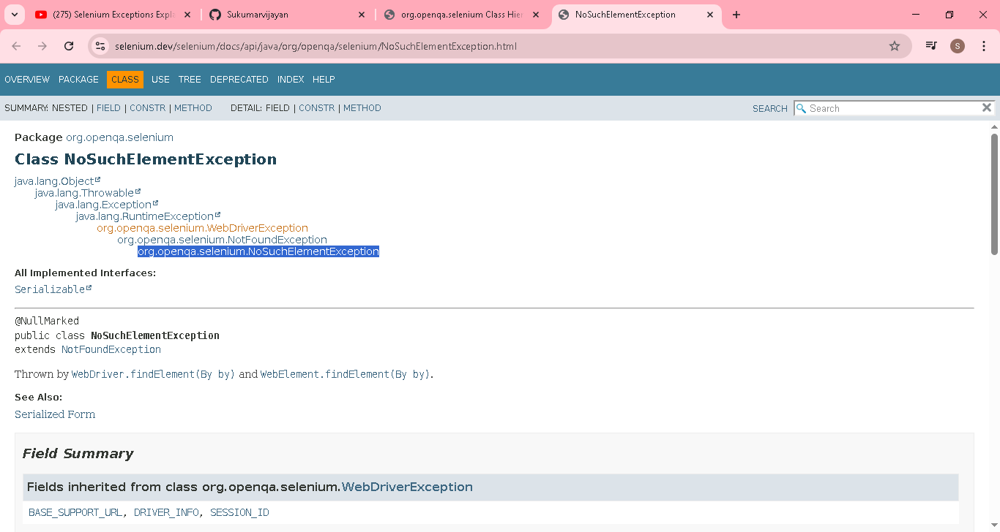 (275) Selenium Exceptions Expla
Sukumarvijayan
org.openqa.selenium Class Hier
NoSuchElementException
selenium.dev/selenium/docs/api/java/org/openqa/selenium/NoSuchElementException.html
S
OVERVIEW PACKAGE CLASS USE TREE DEPRECATED INDEX HELP
SUMMARY: NESTED | FIELD | CONSTR | METHOD DETAIL: FIELD | CONSTR | METHOD SEARCH Search
Package org.openqa.selenium
Class NoSuchElementException
java.lang.Object
java.lang.Throwable
java.lang.Exception
java.lang.RuntimeException
org.openqa.selenium.WebDriverException
org.openqa.selenium.NotFoundException
org.openqa.selenium.NoSuchElementException
All Implemented Interfaces:
Serializable
@NullMarked
public class NoSuchElementException
extends NotFoundException
Thrown by WebDriver.findElement(By by) and WebElement.findElement(By by).
See Also:
Serialized Form
Field Summary
Fields inherited from class org.openqa.selenium.WebDriverException
BASE_SUPPORT_URL, DRIVER_INFO, SESSION_ID